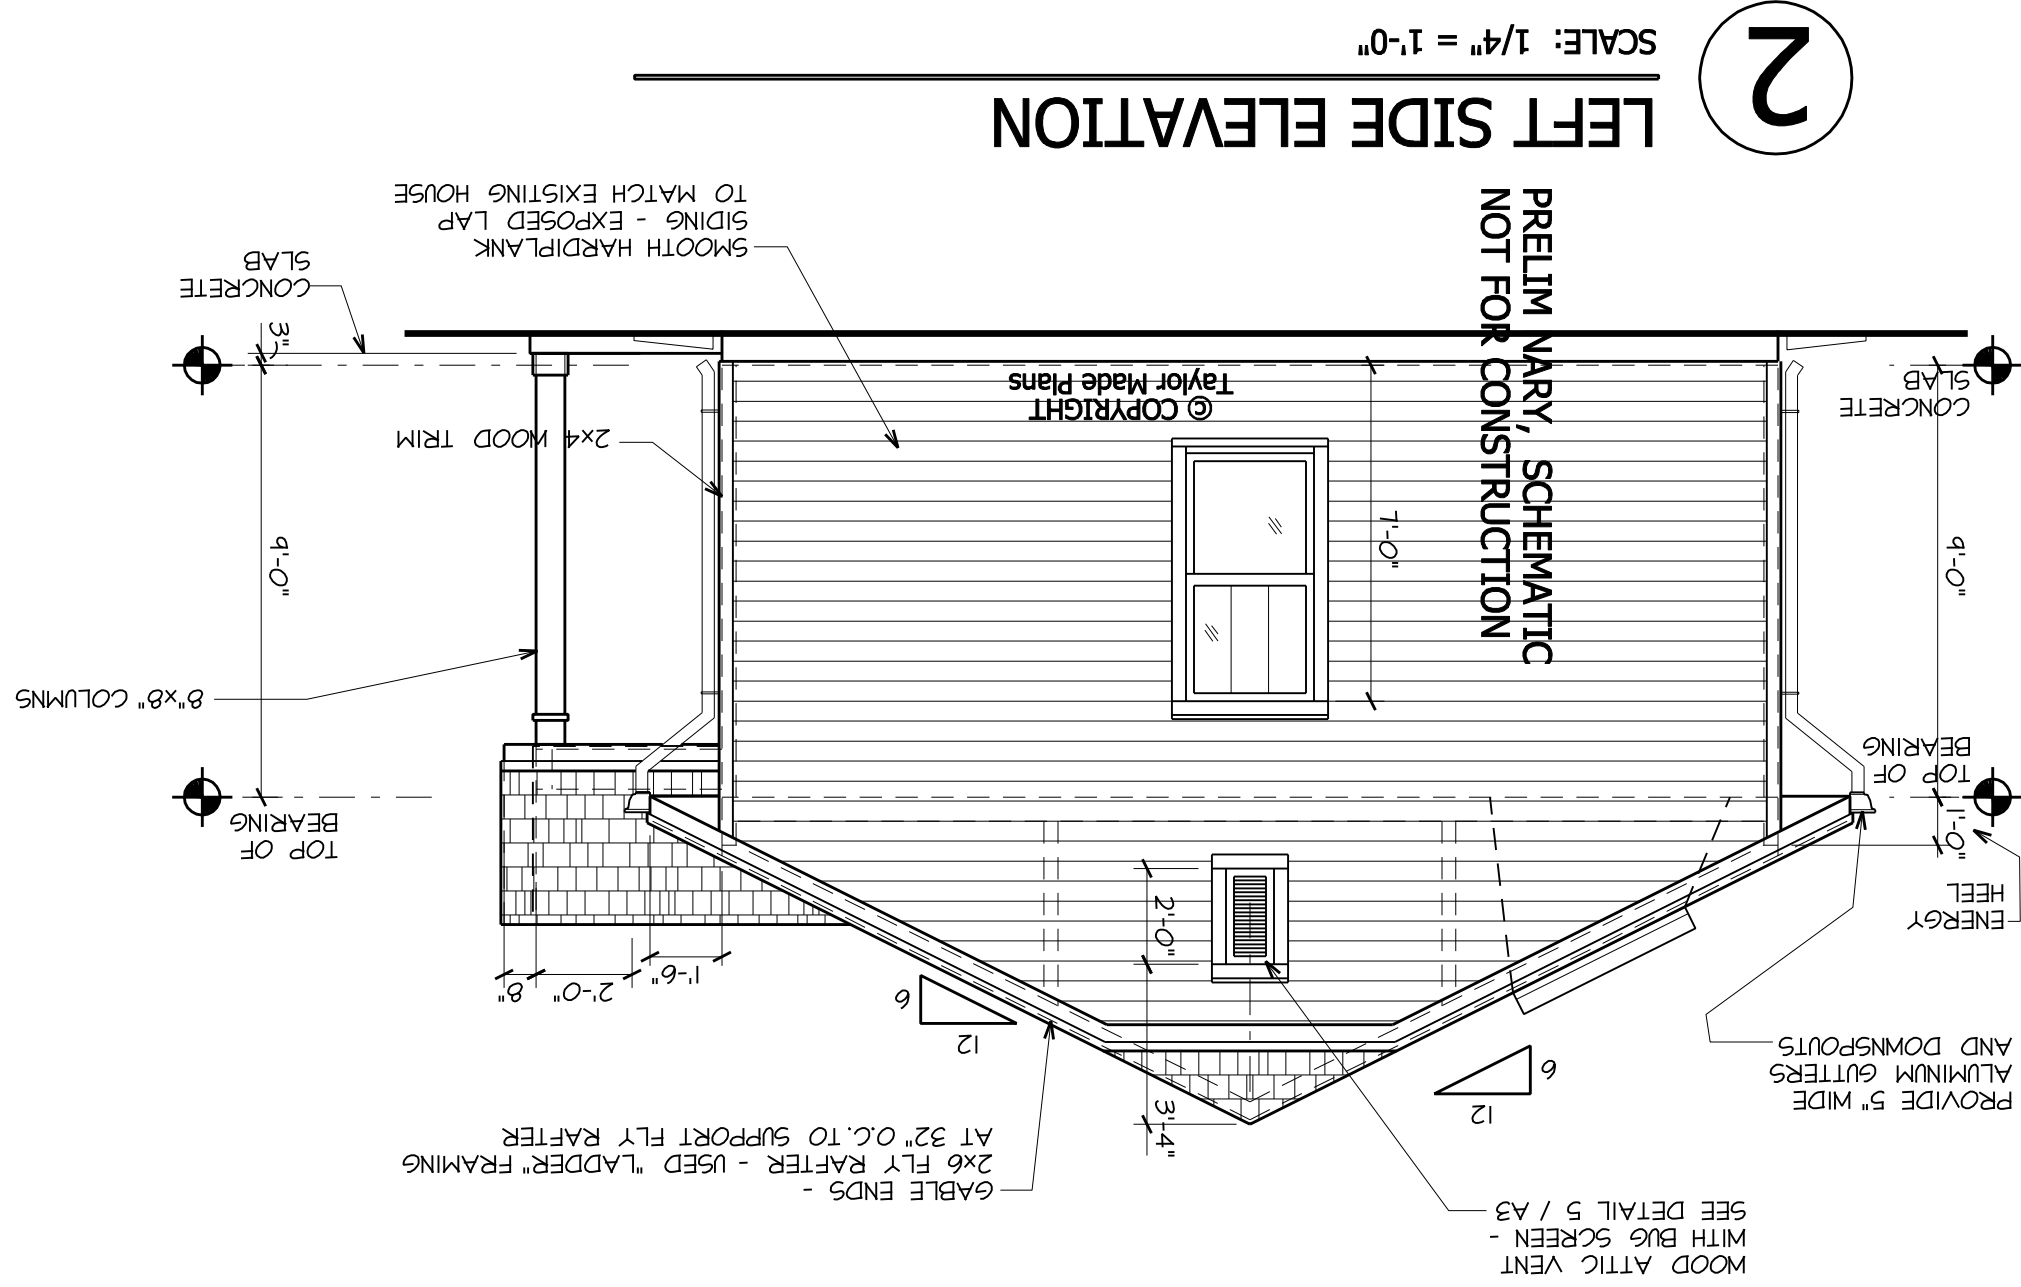 WOOD ATTIC VENT
WITH BUG SCREEN -
SEE DETAIL 5 / A3
GABLE ENDS -
2x6 FLY RAFTER - USED "LADDER" FRAMING
AT 32" O.C. TO SUPPORT FLY RAFTER
PROVIDE 5" WIDE
ALUMINUM GUTTERS
AND DOWNSPOUTS
3'-4"
12
6
12
6
2'-0"
1'-6"
2'-0"
8"
ENERGY
HEEL
1'-0"
TOP OF
BEARING
TOP OF
BEARING
8"x8" COLUMNS
9'-0"
7'-0"
9'-0"
2x4 WOOD TRIM
CONCRETE
SLAB
© COPYRIGHT
Taylor Made Plans
3"
CONCRETE
SLAB
PRELIM NARY, SCHEMATIC
NOT FOR CONSTRUCTION
SMOOTH HARDIPLANK
SIDING - EXPOSED LAP
TO MATCH EXISTING HOUSE
2
LEFT SIDE ELEVATION
SCALE: 1/4" = 1'-0"